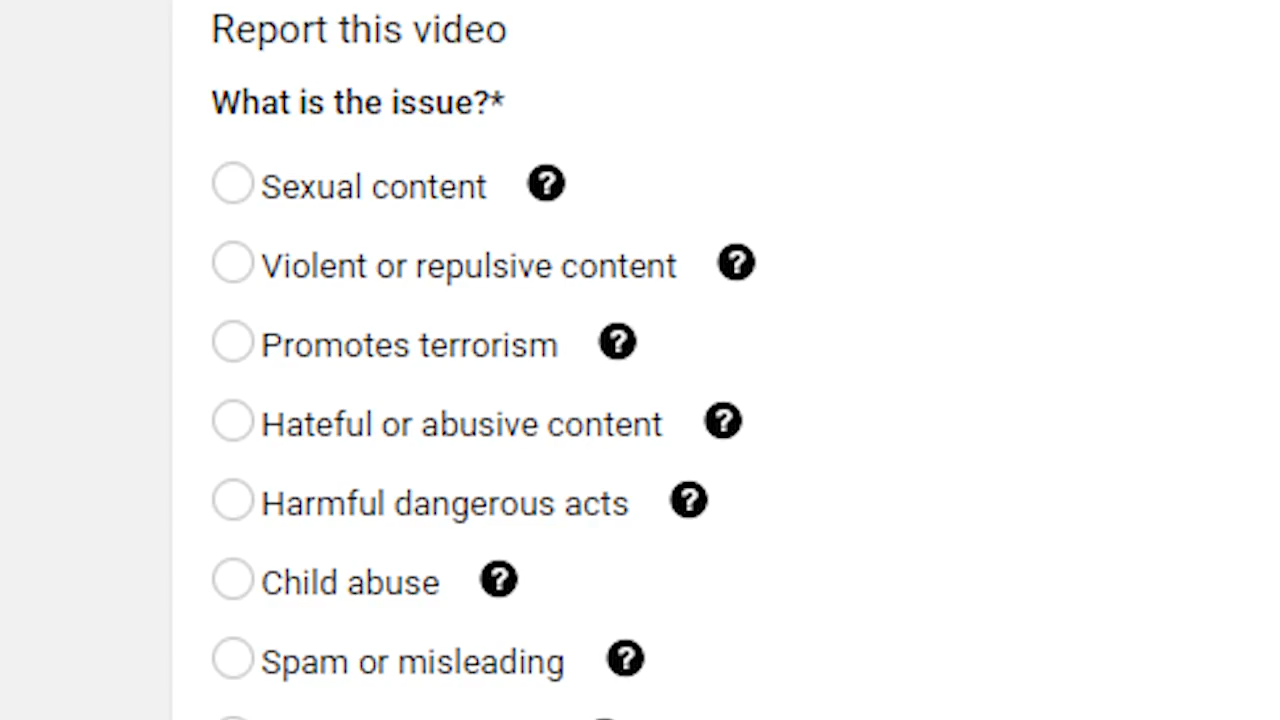 Report this video
What is the issue?*
Sexual content ?
Violent or repulsive content ?
Promotes terrorism ?
Hateful or abusive content ?
Harmful dangerous acts ?
Child abuse ?
Spam or misleading ?